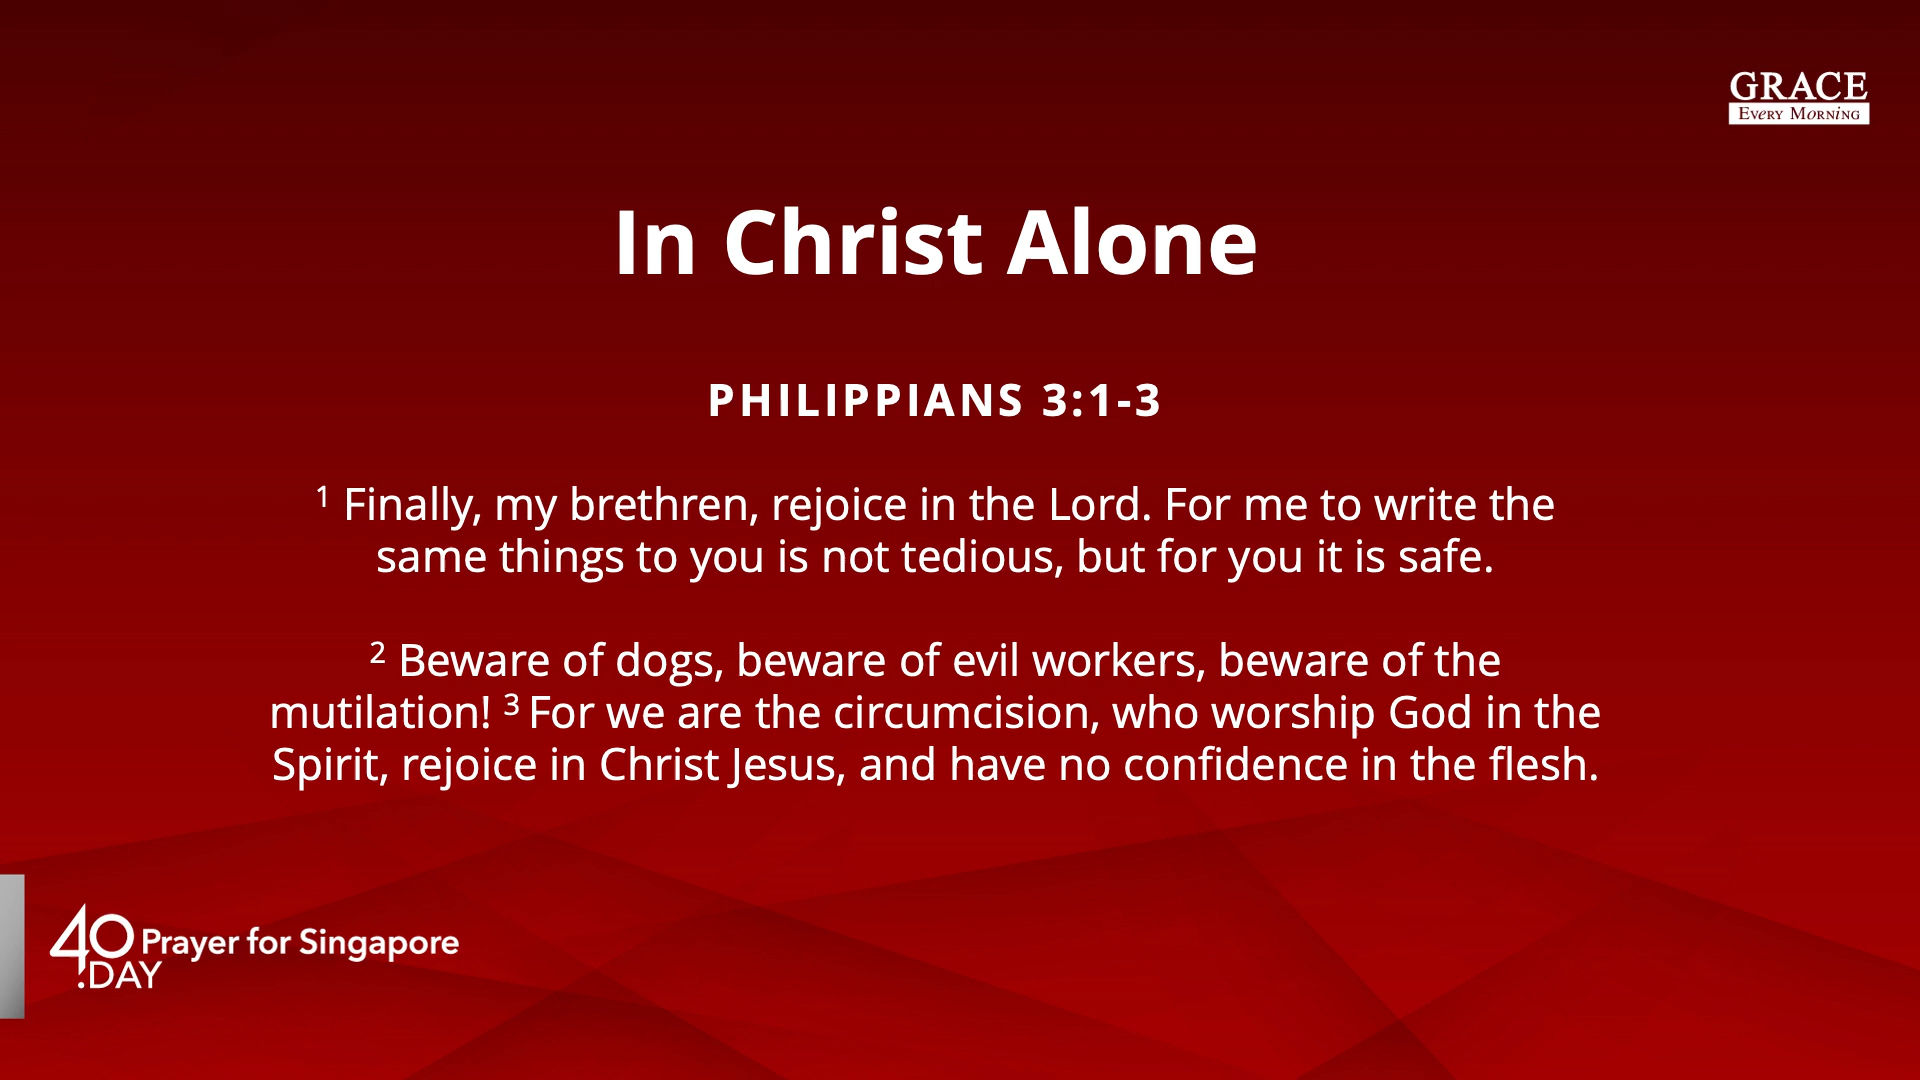 GRACE
Every Morning
In Christ Alone
PHILIPPIANS 3:1-3
1 Finally, my brethren, rejoice in the Lord. For me to write the
same things to you is not tedious, but for you it is safe.
2 Beware of dogs, beware of evil workers, beware of the
mutilation! 3 For we are the circumcision, who worship God in the
Spirit, rejoice in Christ Jesus, and have no confidence in the flesh.
40 Prayer for Singapore
.DAY